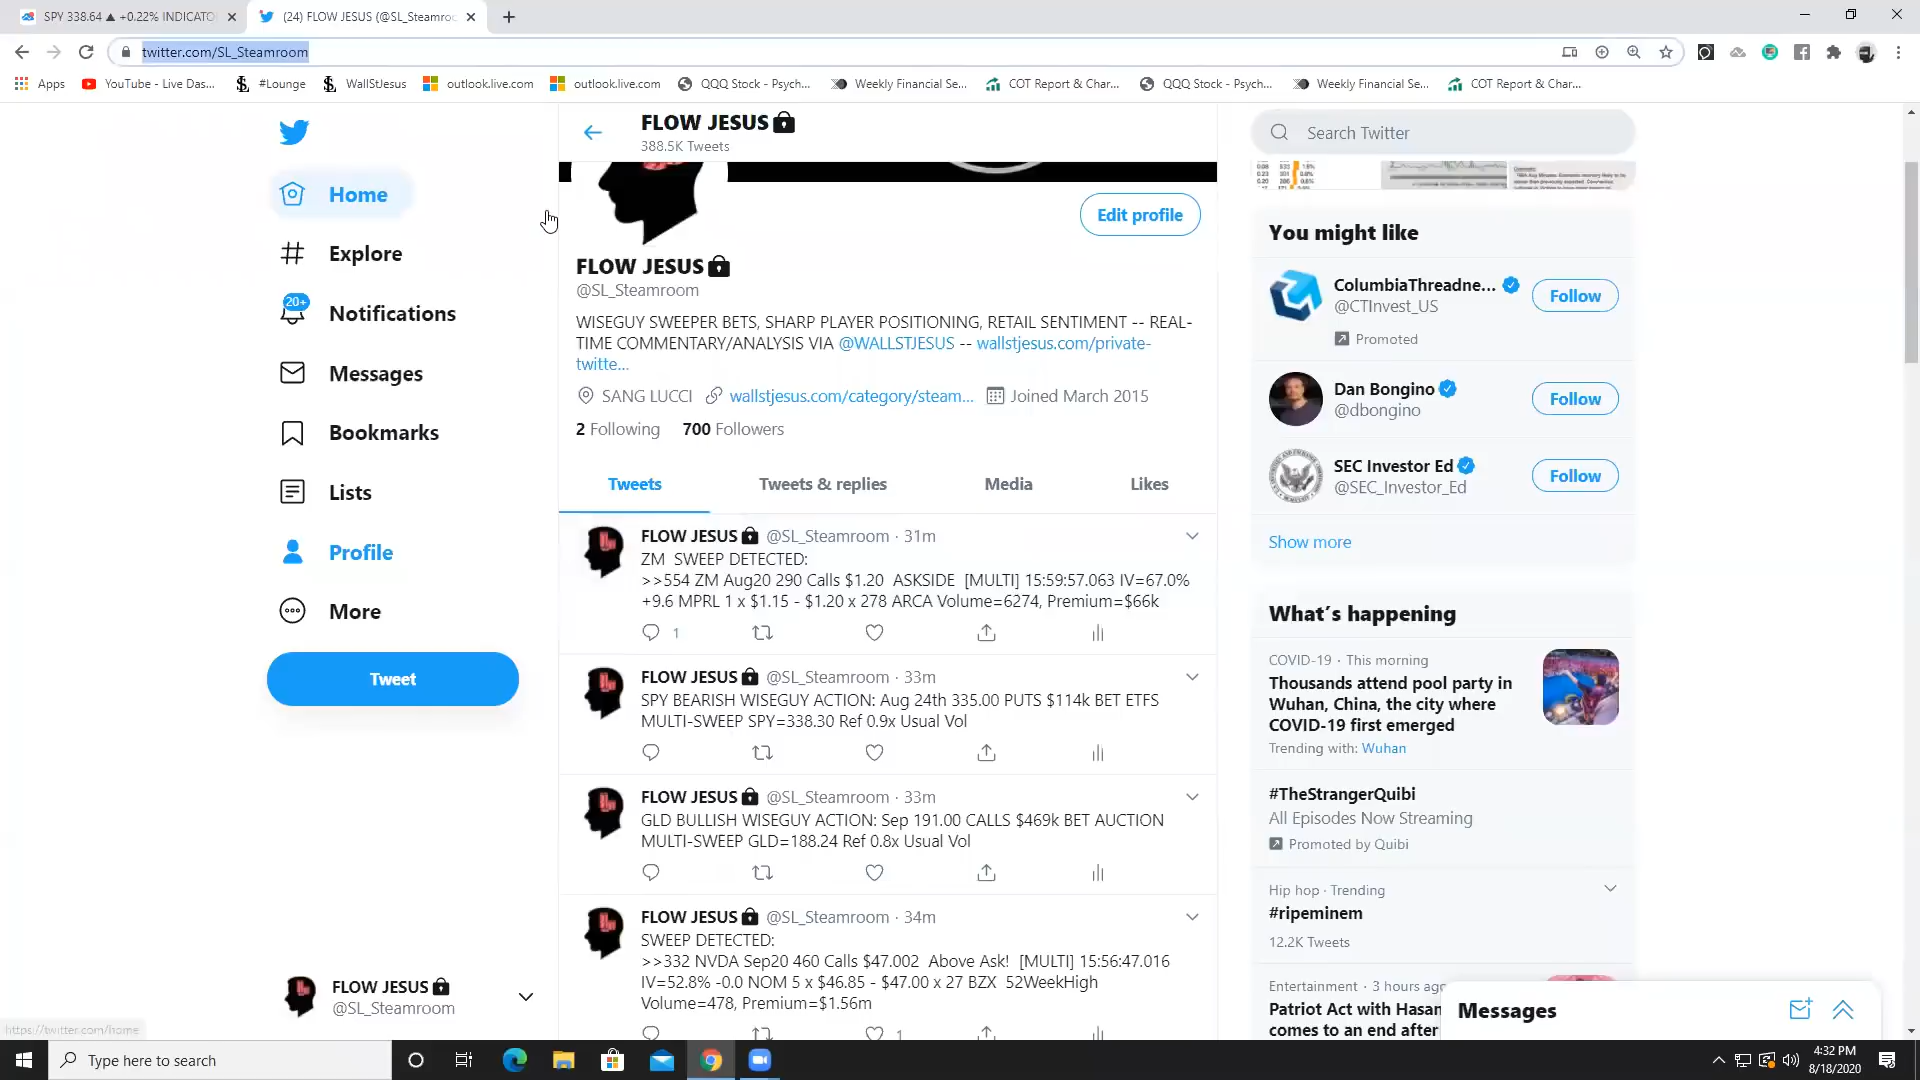 SPY 338.64 ▲ +0.22% INDICATO
(24) FLOW JESUS (@SL_Steamroo
twitter.com/SL_Steamroom
Apps
YouTube - Live Das...
#Lounge
WallStJesus
outlook.live.com
outlook.live.com
QQQ Stock - Psych...
Weekly Financial Se...
COT Report & Char...
QQQ Stock - Psych...
Weekly Financial Se...
COT Report & Char...
Home
Explore
20+
Notifications
Messages
Bookmarks
Lists
Profile
More
Tweet
FLOW JESUS
@SL_Steamroom
https://twitter.com/home
FLOW JESUS
388.5K Tweets
Edit profile
FLOW JESUS
@SL_Steamroom
WISEGUY SWEEPER BETS, SHARP PLAYER POSITIONING, RETAIL SENTIMENT -- REAL-
TIME COMMENTARY/ANALYSIS VIA @WALLSTJESUS -- wallstjesus.com/private-
twitte...
SANG LUCCI wallstjesus.com/category/steam... Joined March 2015
2 Following 700 Followers
Tweets Tweets & replies Media Likes
FLOW JESUS @SL_Steamroom · 31m
ZM SWEEP DETECTED:
>>554 ZM Aug20 290 Calls $1.20 ASKSIDE [MULTI] 15:59:57.063 IV=67.0%
+9.6 MPRL 1 x $1.15 - $1.20 x 278 ARCA Volume=6274, Premium=$66k
1
FLOW JESUS @SL_Steamroom · 33m
SPY BEARISH WISEGUY ACTION: Aug 24th 335.00 PUTS $114k BET ETFS
MULTI-SWEEP SPY=338.30 Ref 0.9x Usual Vol
FLOW JESUS @SL_Steamroom · 33m
GLD BULLISH WISEGUY ACTION: Sep 191.00 CALLS $469k BET AUCTION
MULTI-SWEEP GLD=188.24 Ref 0.8x Usual Vol
FLOW JESUS @SL_Steamroom · 34m
SWEEP DETECTED:
>>332 NVDA Sep20 460 Calls $47.002 Above Ask! [MULTI] 15:56:47.016
IV=52.8% -0.0 NOM 5 x $46.85 - $47.00 x 27 BZX 52WeekHigh
Volume=478, Premium=$1.56m
1
Search Twitter
You might like
ColumbiaThreadne...
@CTInvest_US
Follow
Promoted
Dan Bongino
@dbongino
Follow
SEC Investor Ed
@SEC_Investor_Ed
Follow
Show more
What's happening
COVID-19 · This morning
Thousands attend pool party in
Wuhan, China, the city where
COVID-19 first emerged
Trending with: Wuhan
#TheStrangerQuibi
All Episodes Now Streaming
Promoted by Quibi
Hip hop · Trending
#ripeminem
12.2K Tweets
Entertainment · 3 hours ago
Patriot Act with Hasan
comes to an end after
Messages
Type here to search
4:32 PM
8/18/2020